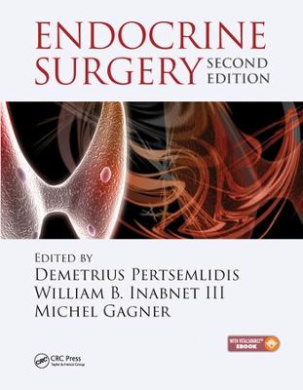 ENDOCRINE
SURGERY SECOND
EDITION
EDITED BY
DEMETRIUS PERTSEMLIDIS
WILLIAM B. INABNET III
MICHEL GAGNER
CRC Press
Taylor & Francis Group
WITH VITALSOURCE®
EBOOK